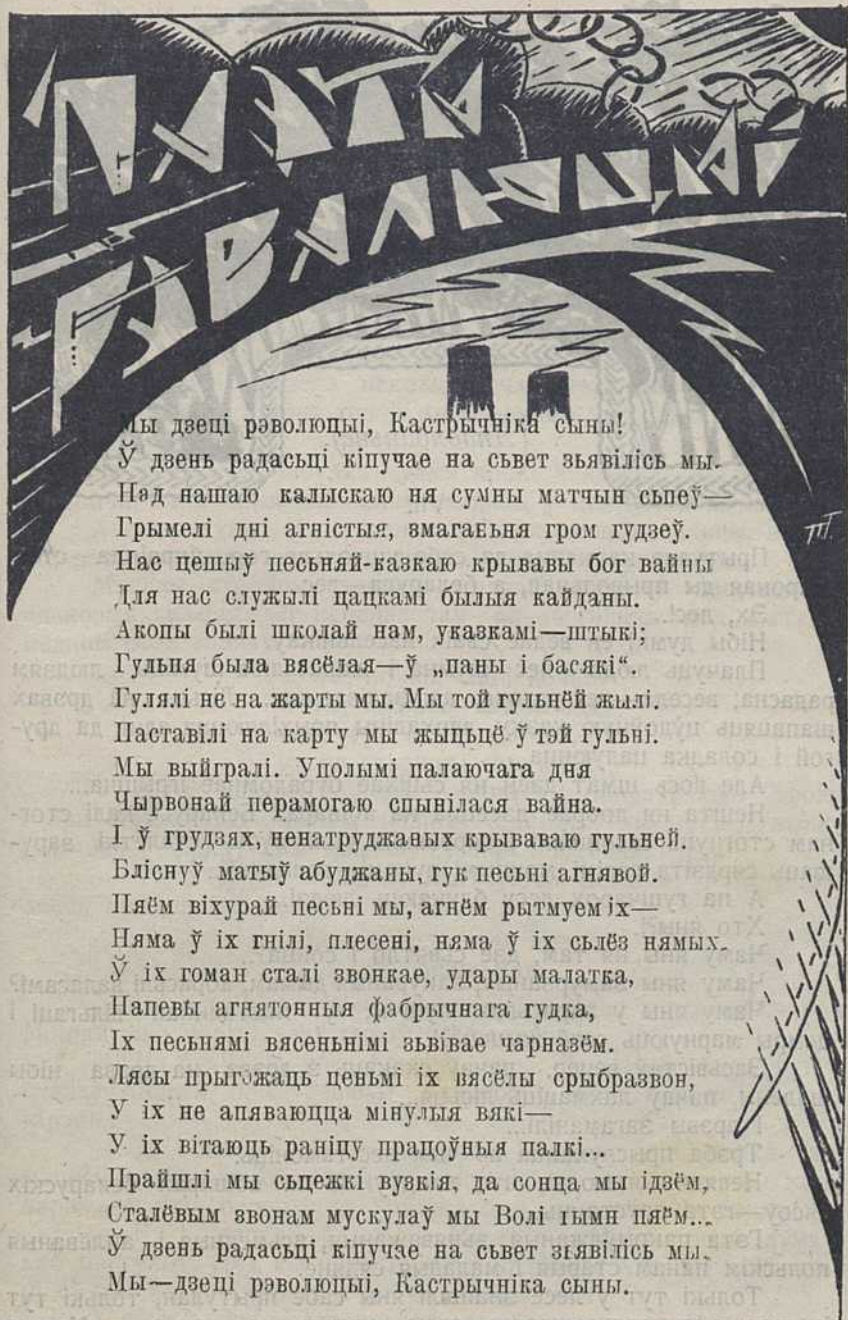 РЭВАЛЮЦЫІ
Мы дзеці рэволюцыі, Кастрычніка сыны!
Ў дзень радасьці кіпучае на сьвет зьявілісь мы.
Над нашаю калыскаю ня сумны матчын сьпеў—
Грымелі дні агністыя, змаганьня гром гудзеў.
Нас цешыў песьняй-казкаю крывавы бог вайны
Для нас служылі цацкамі былыя кайданы.
Акопы былі школай нам, указкамі—штыкі;
Гульня была вясёлая—ў „паны і басякі“.
Гулялі не на жарты мы. Мы той гульнёй жылі.
Паставілі на карту мы жыцьцё ў тэй гульні.
Мы выйгралі. Уполымі палаючага дня
Чырвонай перамогаю спынілася вайна.
І ў грудзях, ненатруджаных крываваю гульней.
Бліснуў матыў абуджаны, гук песьні агнявой.
Пяём віхурай песьні мы, агнём рытмуем іх—
Няма ў іх гнілі, плесені, няма ў іх сьлёз нямых.
Ў іх гоман сталі звонкае, удары малатка,
Напевы агнятонныя фабрычнага гудка,
Іх песьнямі вясеньнімі зьвівае чарназём.
Лясы прыгожаць ценьмі іх вясёлы срыбразвон,
У іх не апяваюцца мінулыя вякі—
У іх вітаюць раніцу працоўныя палкі...
Прайшлі мы сьцежкі вузкія, да сонца мы ідзём,
Сталёвым звонам мускулаў мы Волі гымн пяём...
Ў дзень радасьці кіпучае на сьвет зьявілісь мы.
Мы—дзеці рэволюцыі, Кастрычніка сыны.